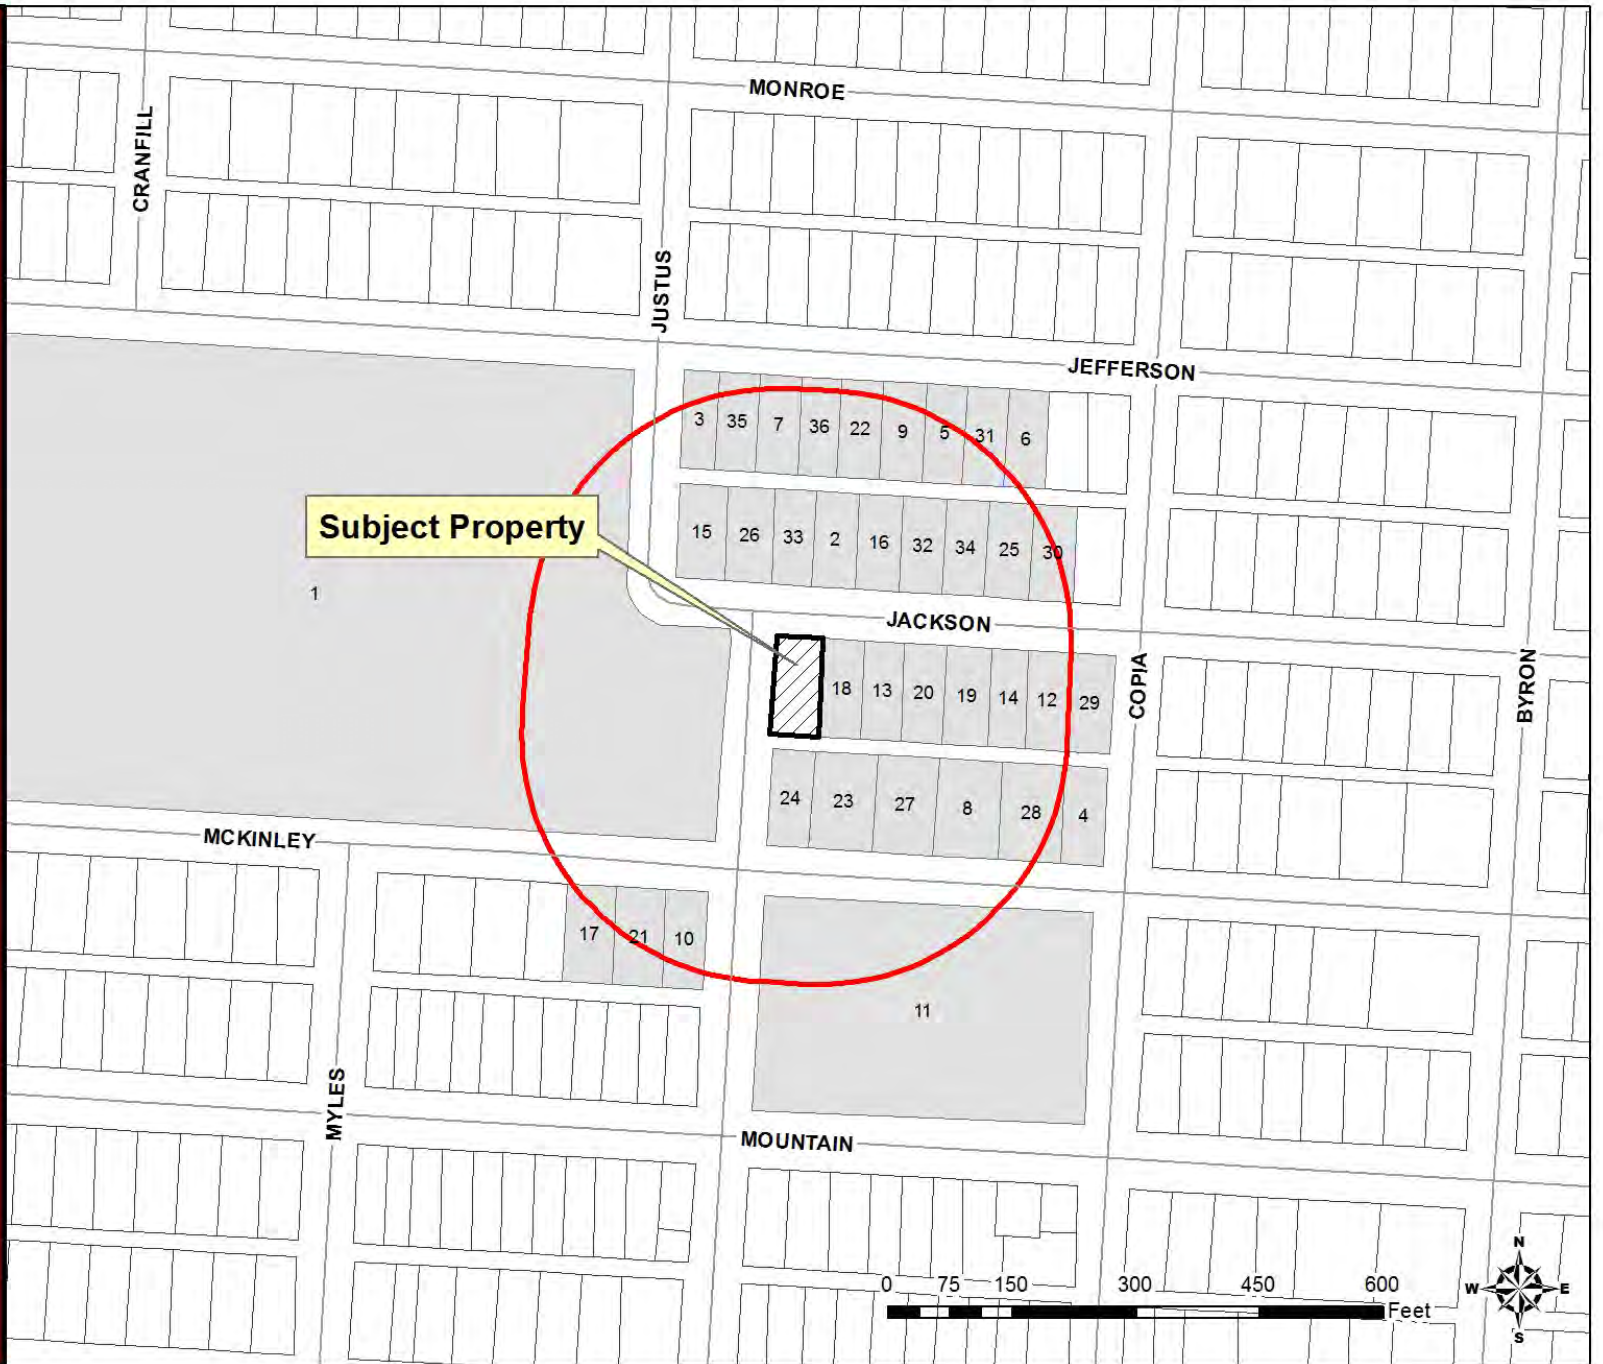 MONROE
CRANFILL
JUSTUS
JEFFERSON
3 35 7 36 22 9 5 31 6
Subject Property
15 26 33 2 16 32 34 25 30
1
JACKSON
18 13 20 19 14 12 29
COPIA
BYRON
24 23 27 8 28 4
MCKINLEY
17 21 10
11
MYLES
MOUNTAIN
N
W E
S
0 75 150 300 450 600
Feet